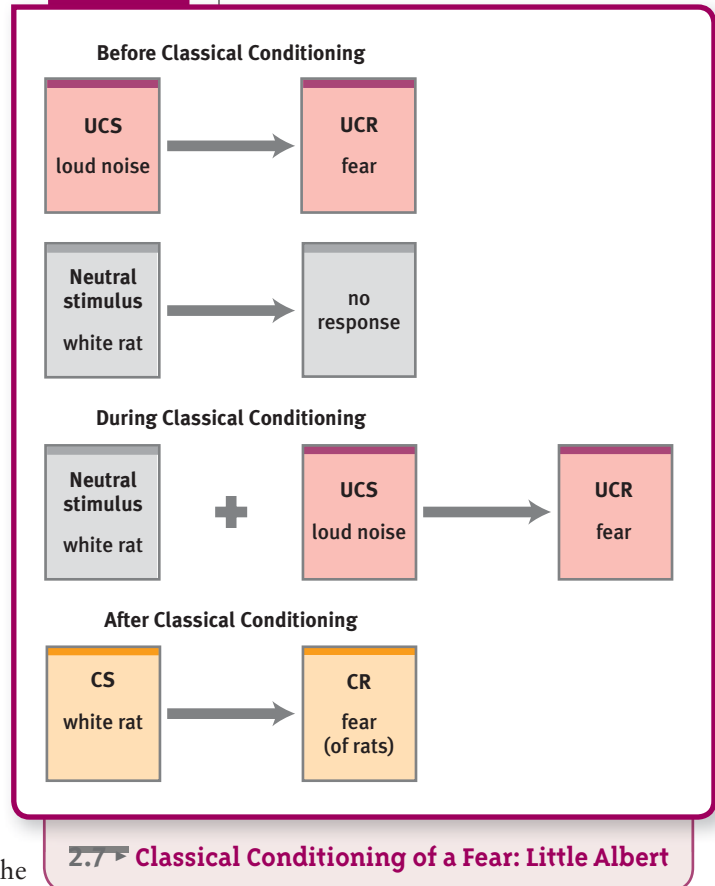 Before Classical Conditioning
UCS
loud noise
UCR
fear
Neutral
stimulus
white rat
no
response
During Classical Conditioning
Neutral
stimulus
white rat
UCS
loud noise
UCR
fear
After Classical Conditioning
CS
white rat
CR
fear
(of rats)
he
2.7 ► Classical Conditioning of a Fear: Little Albert